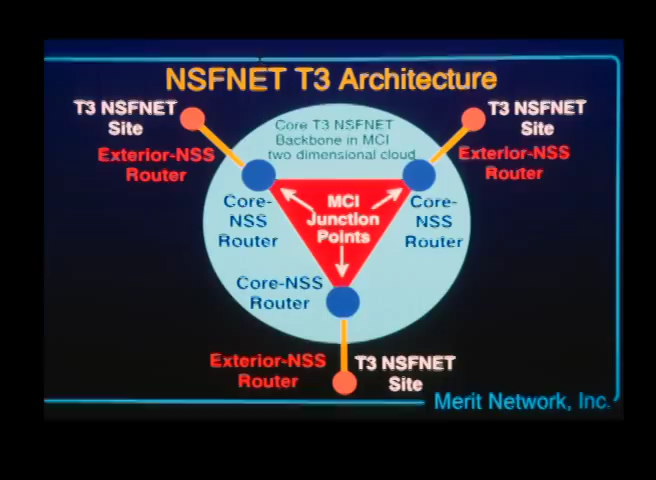 NSFNET T3 Architecture
T3 NSFNET
Site
T3 NSFNET
Site
Exterior-NSS
Router
Exterior-NSS
Router
Core T3 NSFNET
Backbone in MCI
two dimensional cloud
Core-
NSS
Router
MCI
Junction
Points
Core-
NSS
Router
Core-NSS
Router
Exterior-NSS
Router
T3 NSFNET
Site
Merit Network, Inc.